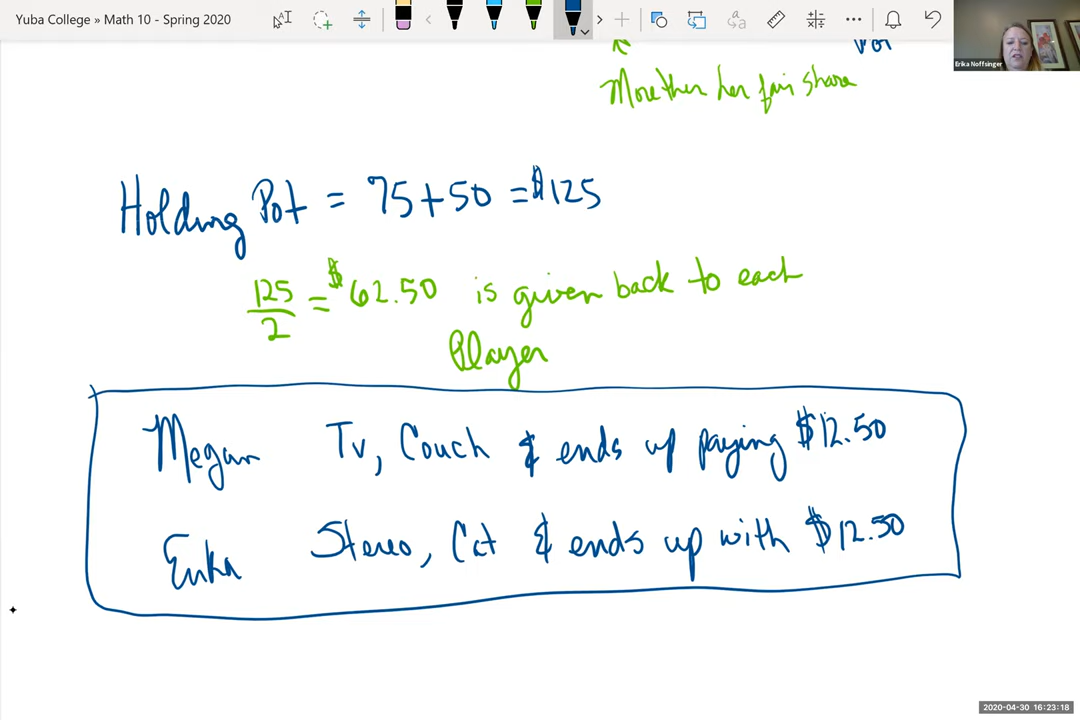 Yuba College » Math 10 - Spring 2020
Erika Noffsinger
More then her fair share
Holding Pot = 75+50 = $125
125/2 = $62.50 is given back to each
Player
Megan Tv, Couch & ends up paying $12.50
Erika Stereo, Cat & ends up with $12.50
2020-04-30 16:23:18